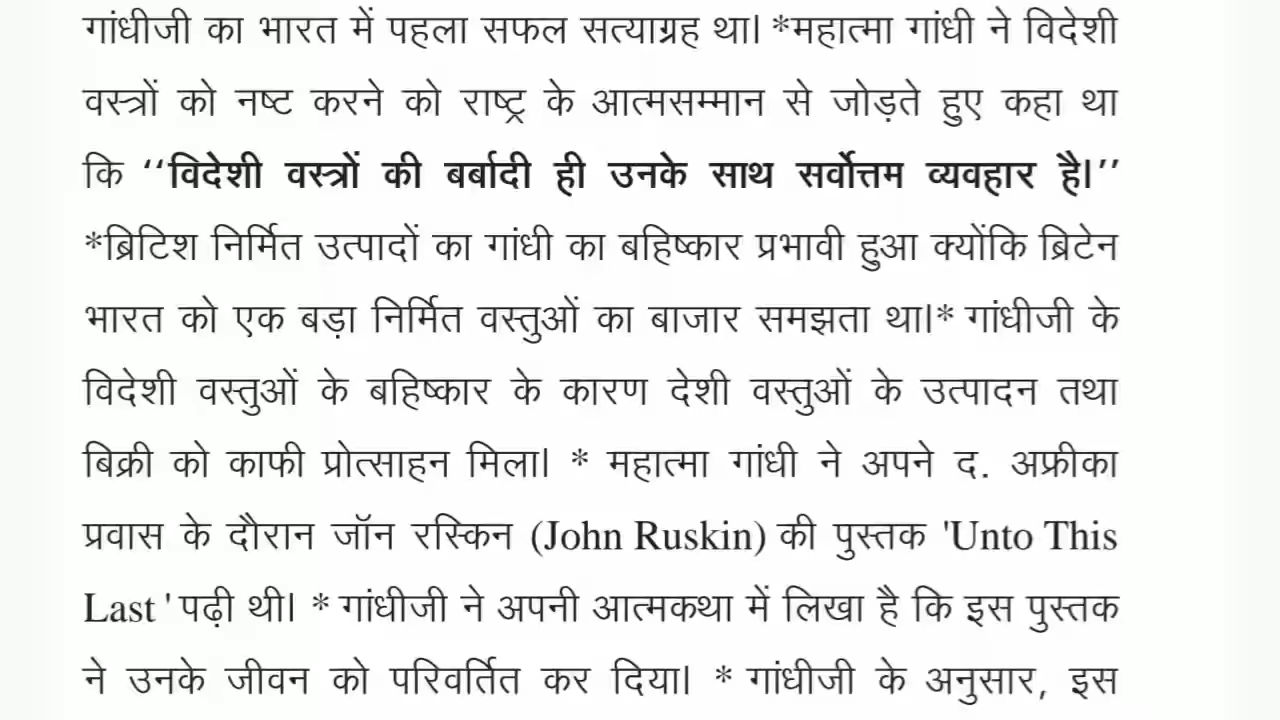 गांधीजी का भारत में पहला सफल सत्याग्रह था। *महात्मा गांधी ने विदेशी
वस्त्रों को नष्ट करने को राष्ट्र के आत्मसम्मान से जोड़ते हुए कहा था
कि ‘‘विदेशी वस्त्रों की बर्बादी ही उनके साथ सर्वोत्तम व्यवहार है।’’
*ब्रिटिश निर्मित उत्पादों का गांधी का बहिष्कार प्रभावी हुआ क्योंकि ब्रिटेन
भारत को एक बड़ा निर्मित वस्तुओं का बाजार समझता था।* गांधीजी के
विदेशी वस्तुओं के बहिष्कार के कारण देशी वस्तुओं के उत्पादन तथा
बिक्री को काफी प्रोत्साहन मिला। * महात्मा गांधी ने अपने द. अफ्रीका
प्रवास के दौरान जॉन रस्किन (John Ruskin) की पुस्तक 'Unto This
Last ' पढ़ी थी। * गांधीजी ने अपनी आत्मकथा में लिखा है कि इस पुस्तक
ने उनके जीवन को परिवर्तित कर दिया। * गांधीजी के अनुसार, इस